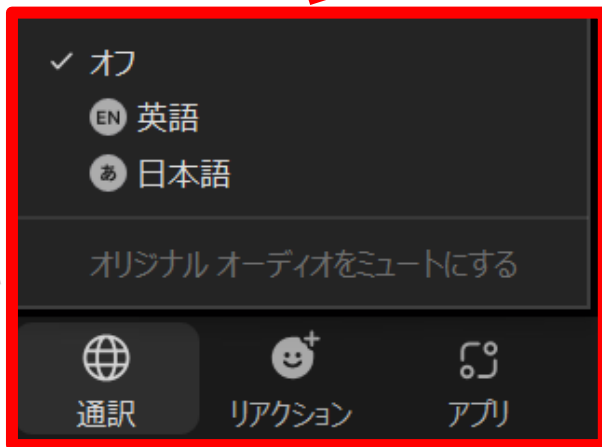 オフ
EN 英語
あ 日本語
オリジナル オーディオをミュートにする
通訳 リアクション アプリ